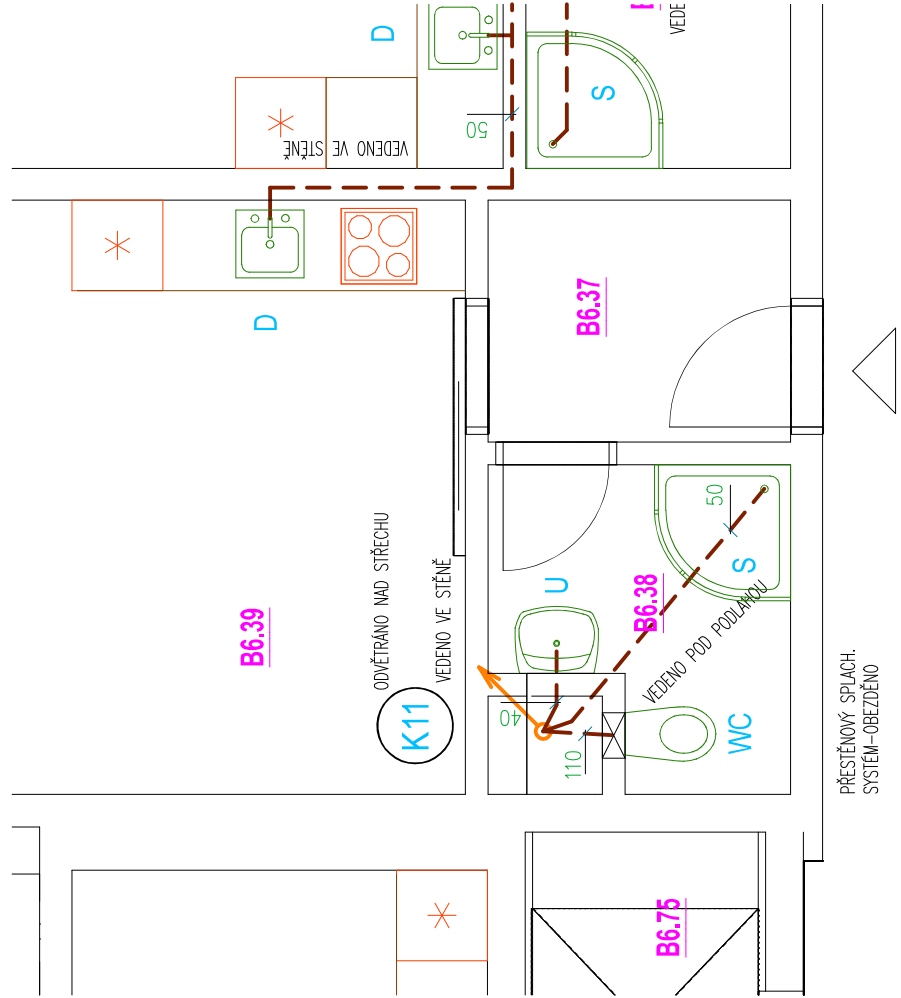 D
VEDE
S
50
VEDENO VE STĚNĚ
D
B6.37
ODVĚTRÁNO NAD STŘECHU
VEDENO VE STĚNĚ
50
S
U
B6.38
B6.39
VEDENO POD PODLAHOU
K11
40
110
WC
PŘESTĚNOVÝ SPLACH.
SYSTÉM-OBEZDĚNO
B6.75